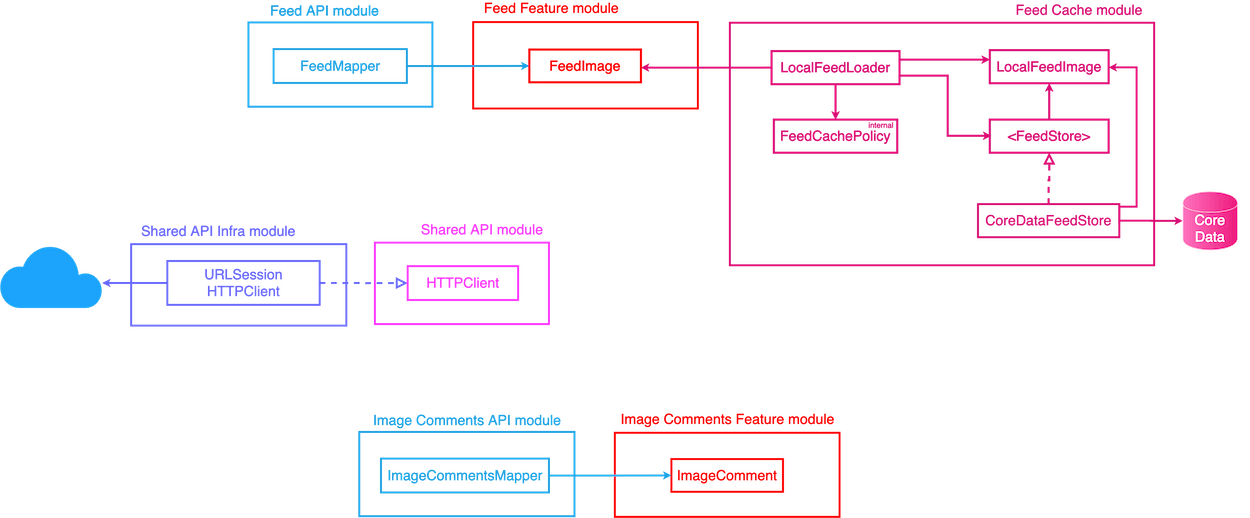 Feed API module
Feed Feature module
Feed Cache module
FeedMapper
FeedImage
LocalFeedLoader
LocalFeedImage
internal
FeedCachePolicy
<FeedStore>
CoreDataFeedStore
Core
Data
Shared API Infra module
Shared API module
URLSession
HTTPClient
HTTPClient
Image Comments API module
Image Comments Feature module
ImageCommentsMapper
ImageComment